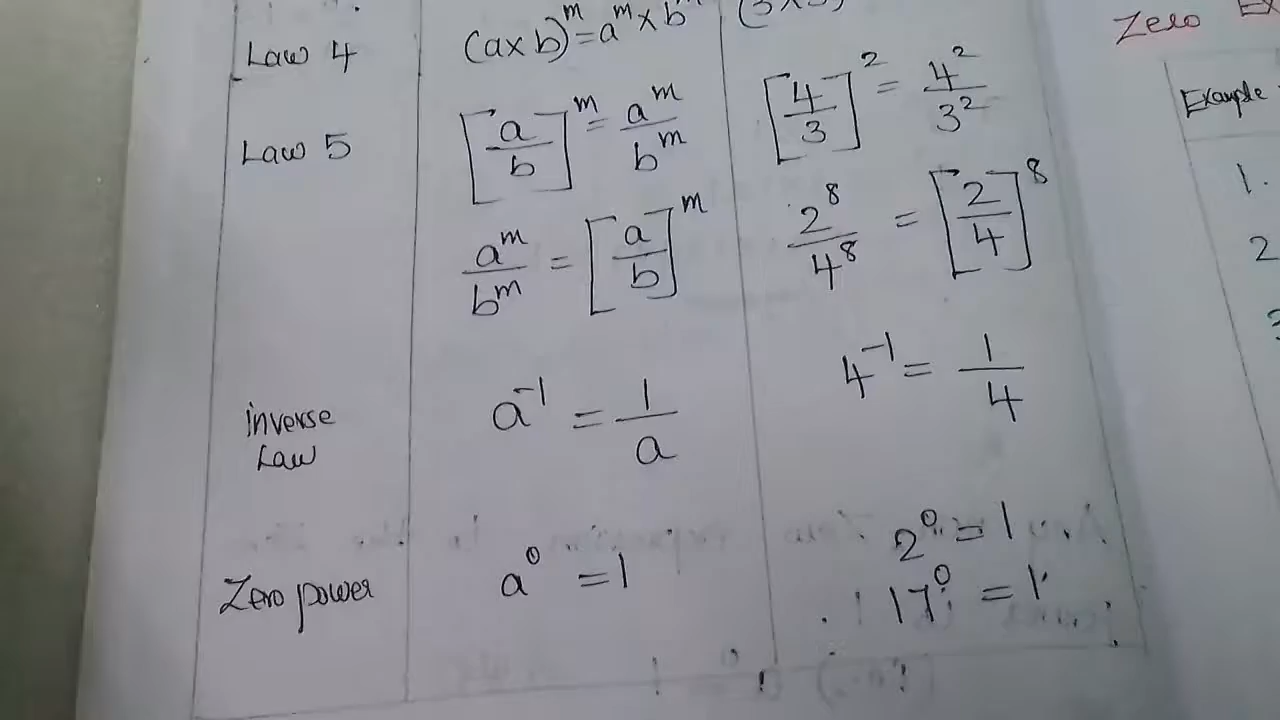 Law 4 (a×b)^m = a^m × b^m
Law 5 [a/b]^m = a^m/b^m [4/3]^2 = 4^2/3^2
a^m/b^m = [a/b]^m 2^8/4^8 = [2/4]^8
inverse Law a^-1 = 1/a 4^-1 = 1/4
Zero power a^0 = 1 2^0 = 1
17^0 = 1
Zero
Example
1.
2
3